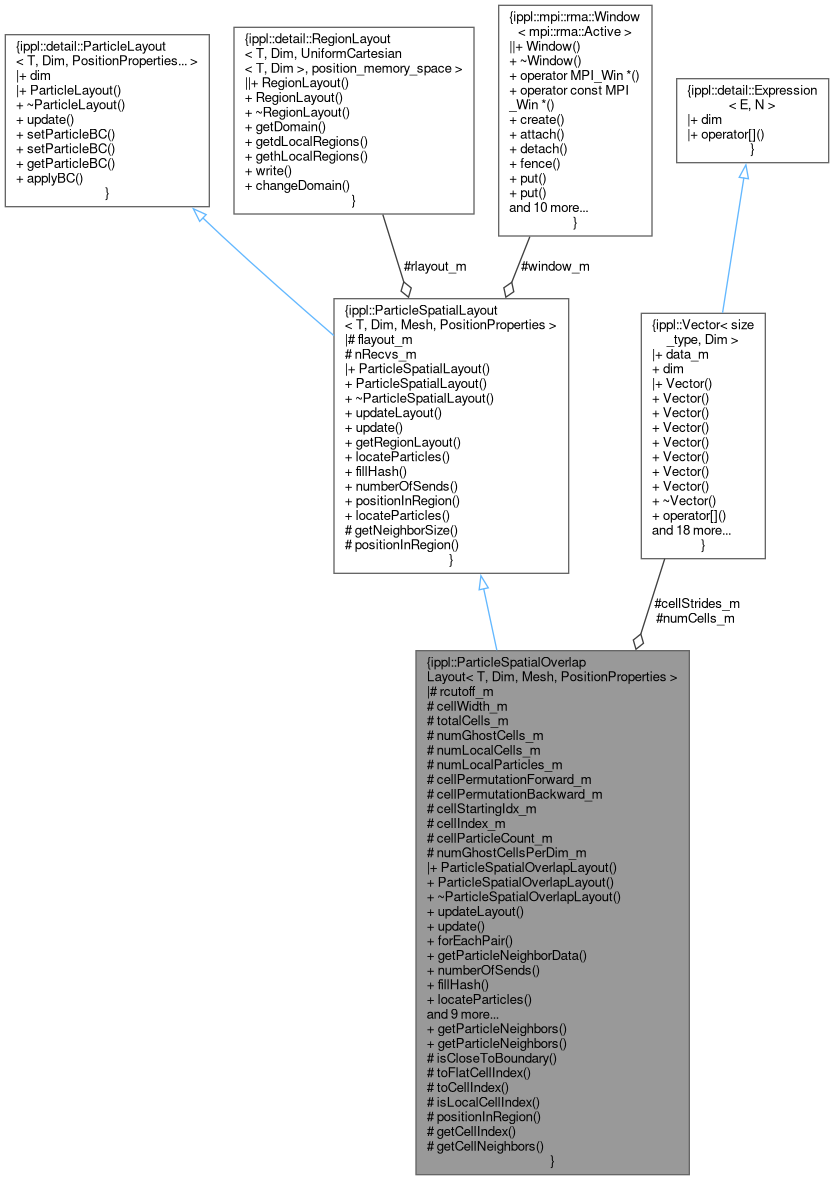 {ippl::detail::ParticleLayout
< T, Dim, PositionProperties... >
|+ dim
|+ ParticleLayout()
+ ~ParticleLayout()
+ update()
+ setParticleBC()
+ setParticleBC()
+ getParticleBC()
+ applyBC()
}
{ippl::detail::RegionLayout
< T, Dim, UniformCartesian
< T, Dim >, position_memory_space >
||+ RegionLayout()
+ RegionLayout()
+ ~RegionLayout()
+ getDomain()
+ getdLocalRegions()
+ gethLocalRegions()
+ write()
+ changeDomain()
}
{ippl::mpi::rma::Window
< mpi::rma::Active >
||+ Window()
+ ~Window()
+ operator MPI_Win *()
+ operator const MPI
_Win *()
+ create()
+ attach()
+ detach()
+ fence()
+ put()
+ put()
and 10 more...
}
{ippl::detail::Expression
< E, N >
|+ dim
|+ operator[]()
}
#rlayout_m
#window_m
{ippl::ParticleSpatialLayout
< T, Dim, Mesh, PositionProperties >
|# flayout_m
# nRecvs_m
|+ ParticleSpatialLayout()
+ ParticleSpatialLayout()
+ ~ParticleSpatialLayout()
+ updateLayout()
+ update()
+ getRegionLayout()
+ locateParticles()
+ fillHash()
+ numberOfSends()
+ positionInRegion()
+ locateParticles()
# getNeighborSize()
# positionInRegion()
}
{ippl::Vector< size
_type, Dim >
|+ data_m
+ dim
|+ Vector()
+ Vector()
+ Vector()
+ Vector()
+ Vector()
+ Vector()
+ Vector()
+ Vector()
+ ~Vector()
+ operator[]()
and 18 more...
}
#cellStrides_m
#numCells_m
{ippl::ParticleSpatialOverlap
Layout< T, Dim, Mesh, PositionProperties >
|# rcutoff_m
# cellWidth_m
# totalCells_m
# numGhostCells_m
# numLocalCells_m
# numLocalParticles_m
# cellPermutationForward_m
# cellPermutationBackward_m
# cellStartingIdx_m
# cellIndex_m
# cellParticleCount_m
# numGhostCellsPerDim_m
|+ ParticleSpatialOverlapLayout()
+ ParticleSpatialOverlapLayout()
+ ~ParticleSpatialOverlapLayout()
+ updateLayout()
+ update()
+ forEachPair()
+ getParticleNeighborData()
+ numberOfSends()
+ fillHash()
+ locateParticles()
and 9 more...
+ getParticleNeighbors()
+ getParticleNeighbors()
# isCloseToBoundary()
# toFlatCellIndex()
# toCellIndex()
# isLocalCellIndex()
# positionInRegion()
# getCellIndex()
# getCellNeighbors()
}